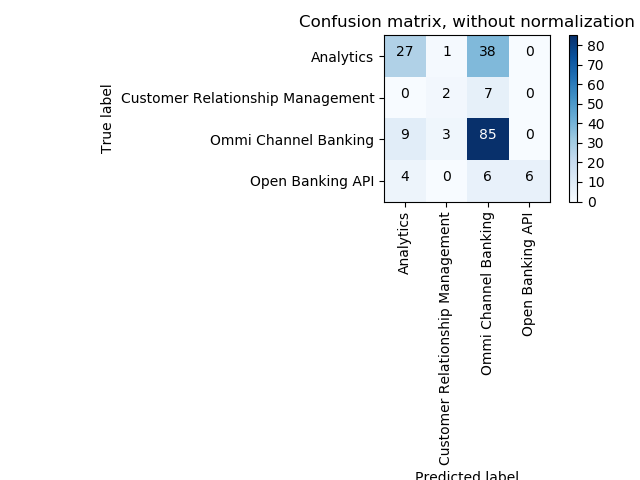 Confusion matrix, without normalization
True label
Analytics 27 1 38 0
Customer Relationship Management 0 2 7 0
Ommi Channel Banking 9 3 85 0
Open Banking API 4 0 6 6
Analytics
Customer Relationship Management
Ommi Channel Banking
Open Banking API
Predicted label
80
70
60
50
40
30
20
10
0